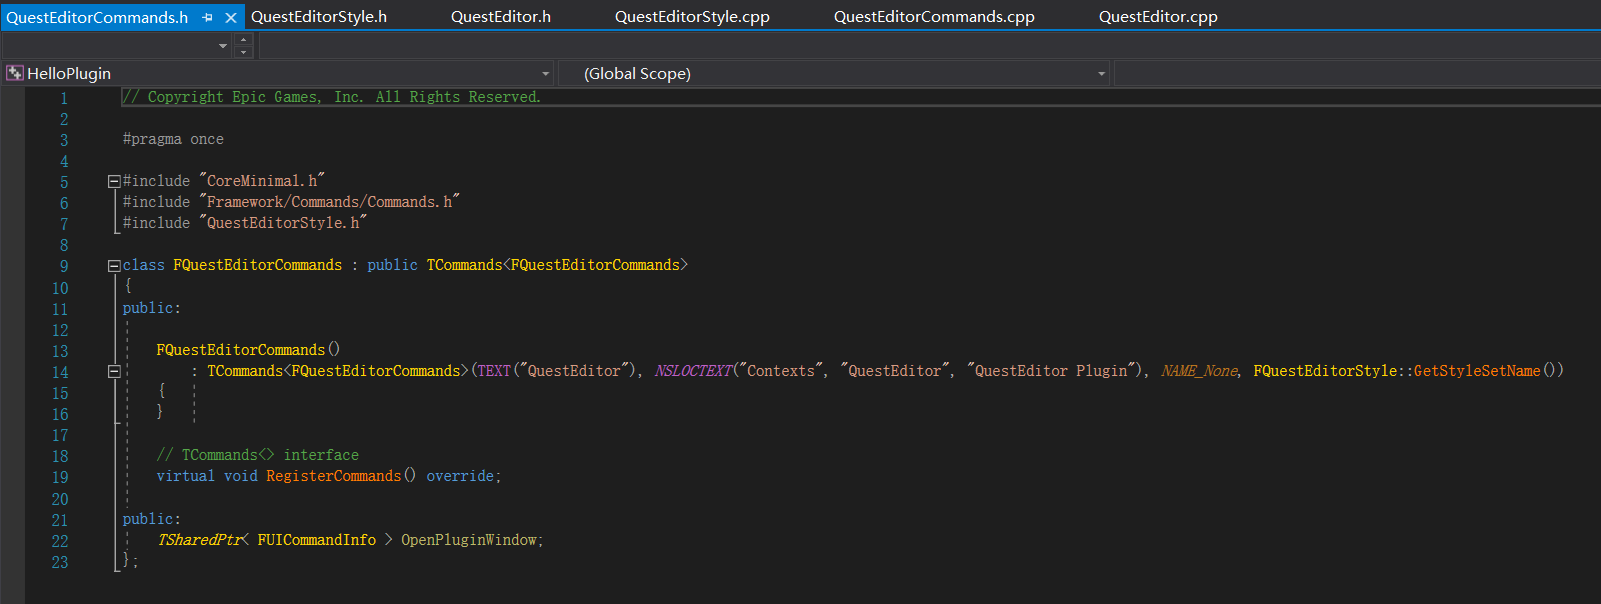 QuestEditorCommands.h QuestEditorStyle.h QuestEditor.h QuestEditorStyle.cpp QuestEditorCommands.cpp QuestEditor.cpp
HelloPlugin (Global Scope)
1 // Copyright Epic Games, Inc. All Rights Reserved.
2
3 #pragma once
4
5 #include "CoreMinimal.h"
6 #include "Framework/Commands/Commands.h"
7 #include "QuestEditorStyle.h"
8
9 class FQuestEditorCommands : public TCommands<FQuestEditorCommands>
10 {
11 public:
12
13 FQuestEditorCommands()
14 : TCommands<FQuestEditorCommands>(TEXT("QuestEditor"), NSLOCTEXT("Contexts", "QuestEditor", "QuestEditor Plugin"), NAME_None, FQuestEditorStyle::GetStyleSetName())
15 {
16 }
17
18 // TCommands<> interface
19 virtual void RegisterCommands() override;
20
21 public:
22 TSharedPtr< FUICommandInfo > OpenPluginWindow;
23 };